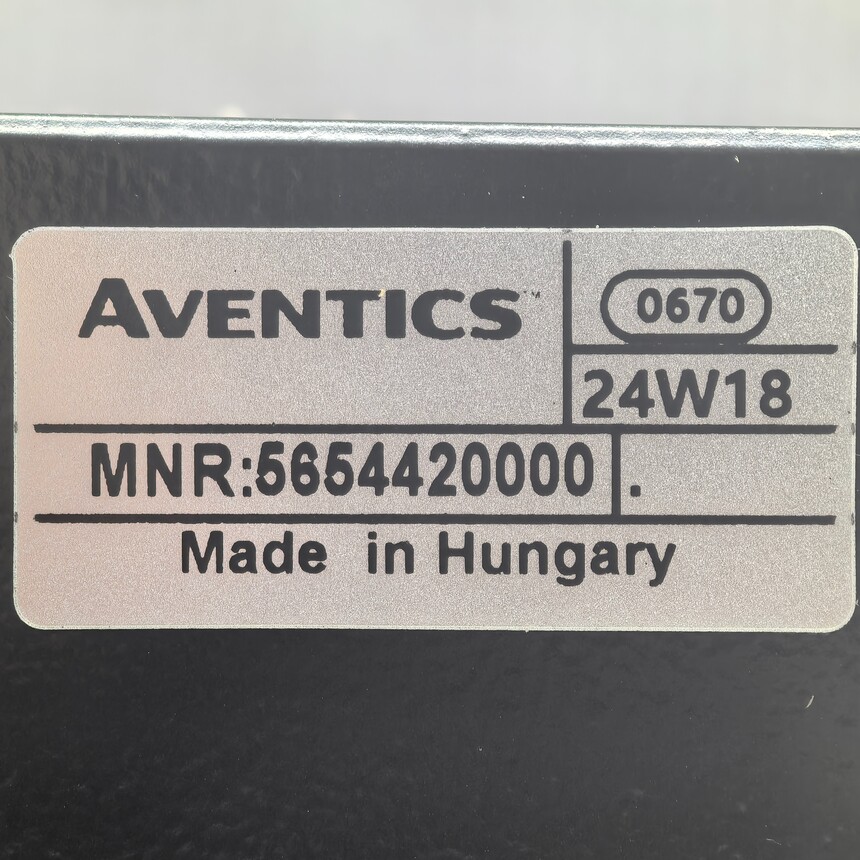 AVENTICS™
0670
24W18
MNR:5654420000 .
Made in Hungary